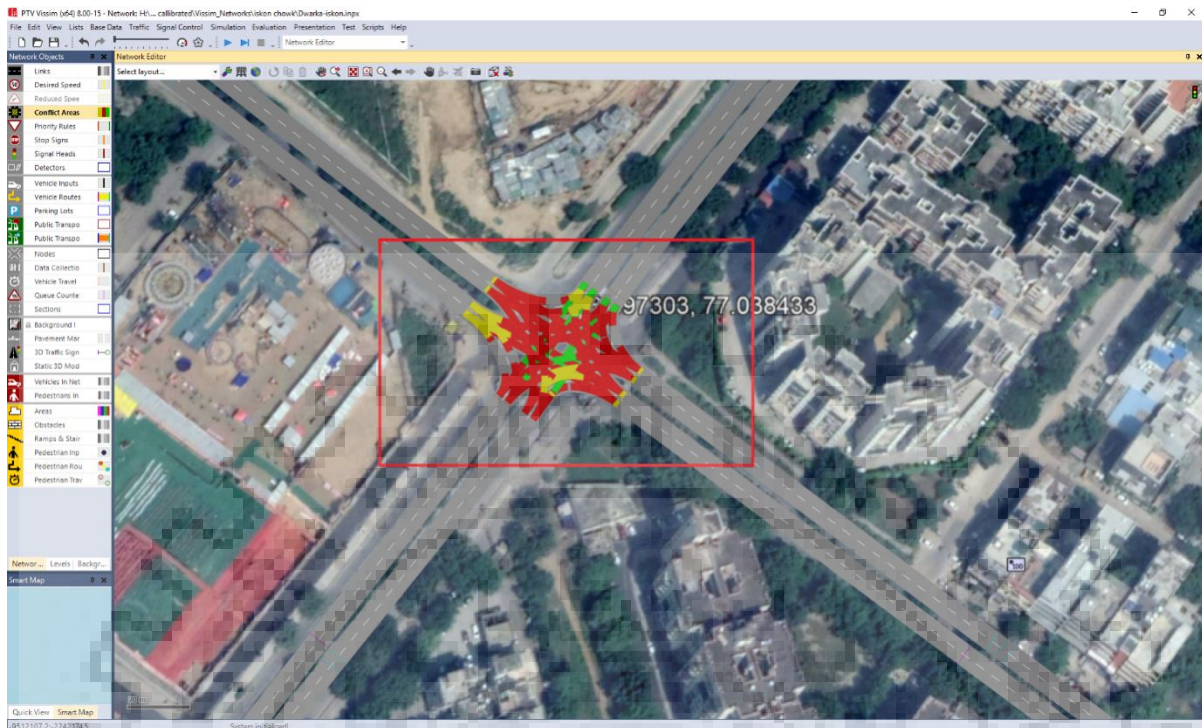 PTV Vissim (x64) 8.00-15 - Network: H:\... callibrated\Vissim_Networks\iskon chowk\Dwarka-iskon.inpx
File Edit View Lists Base Data Traffic Signal Control Simulation Evaluation Presentation Test Scripts Help
Network Editor
Network Objects
Network Editor
Select layout...
Links
Desired Speed
Reduced Spee
Conflict Areas
Priority Rules
Stop Signs
Signal Heads
Detectors
Vehicle Inputs
Vehicle Routes
Parking Lots
Public Transpo
Public Transpo
Nodes
Data Collectio
Vehicle Travel
Queue Counte
Sections
Background I
Pavement Mar
3D Traffic Sign
Static 3D Mod
Vehicles In Net
Pedestrians In
Areas
Obstacles
Ramps & Stair
Pedestrian Inp
Pedestrian Rou
Pedestrian Trav
97303, 77.038433
100
Networ... Levels Backgr...
Smart Map
Quick View Smart Map
System initialized!